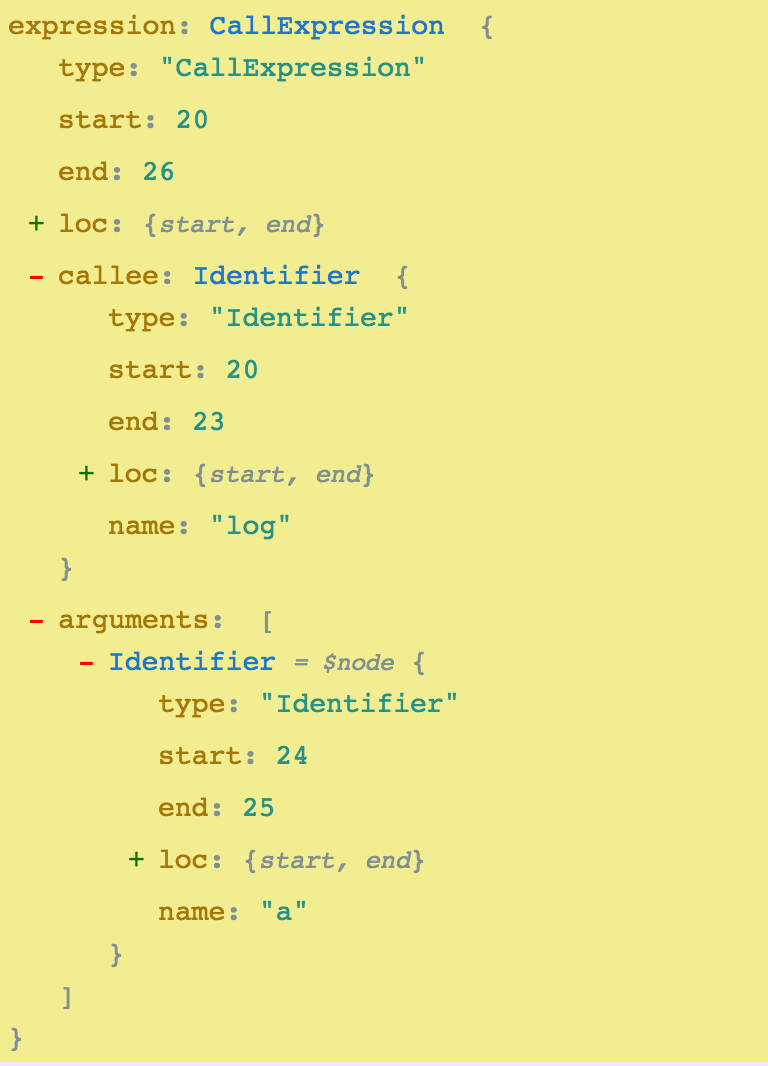 expression: CallExpression {
type: "CallExpression"
start: 20
end: 26
+ loc: {start, end}
- callee: Identifier {
type: "Identifier"
start: 20
end: 23
+ loc: {start, end}
name: "log"
}
- arguments: [
- Identifier = $node {
type: "Identifier"
start: 24
end: 25
+ loc: {start, end}
name: "a"
}
]
}